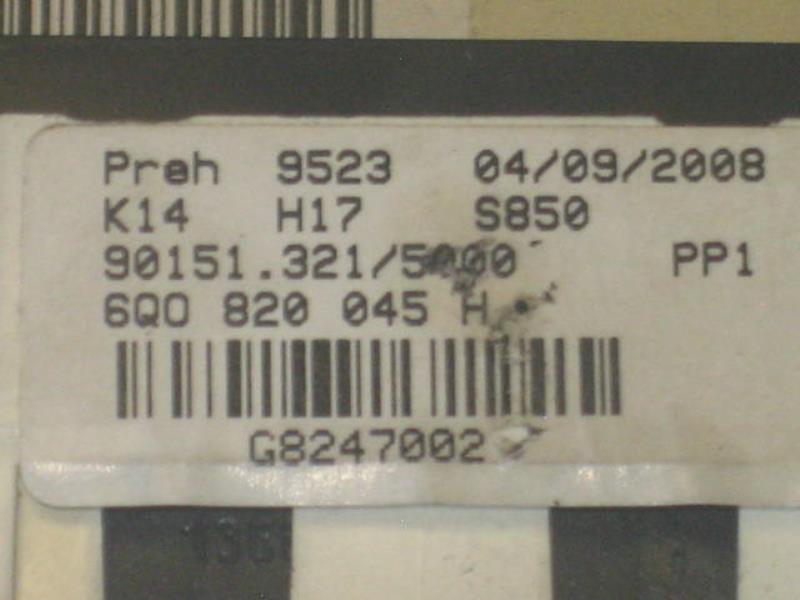 Preh 9523 04/09/2008
K14 H17 S850
90151.321/5000 PP1
6Q0 820 045 H
G8247002